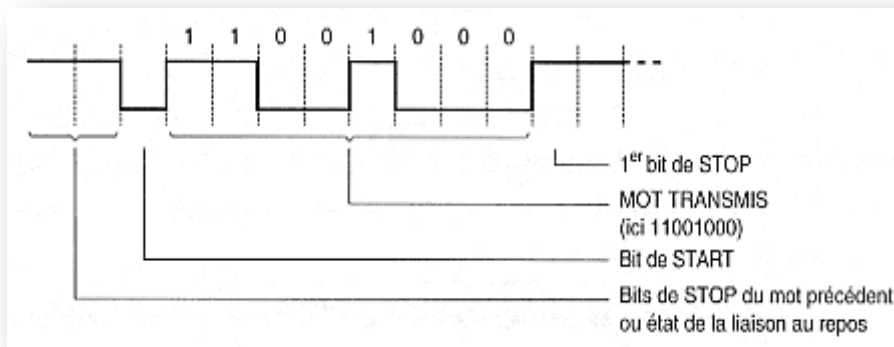 1 1 0 0 1 0 0 0
1er bit de STOP
MOT TRANSMIS
(ici 11001000)
Bit de START
Bits de STOP du mot précédent
ou état de la liaison au repos